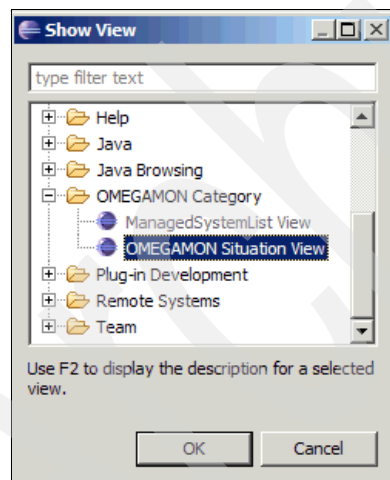 Show View
type filter text
Help
Java
Java Browsing
OMEGAMON Category
ManagedSystemList View
OMEGAMON Situation View
Plug-in Development
Remote Systems
Team
Use F2 to display the description for a selected
view.
OK Cancel